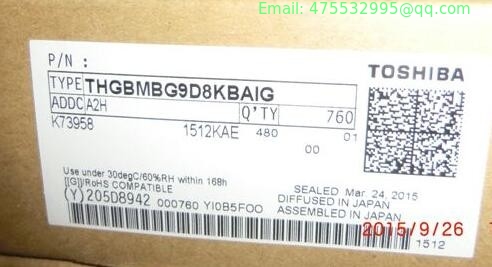 Email: 475532995@qq.com
P/N :
TOSHIBA
TYPE THGBMBG9D8KBAIG
ADDC A2H Q'TY 760
K73958 1512KAE 480 01
00
Use under 30degC/60%RH within 168h
[[G]]/RoHS COMPATIBLE
SEALED Mar. 24, 2015
(Y)205D8942 000760 YI0B5FOO DIFFUSED IN JAPAN
ASSEMBLED IN JAPAN
2015/9/26
1512